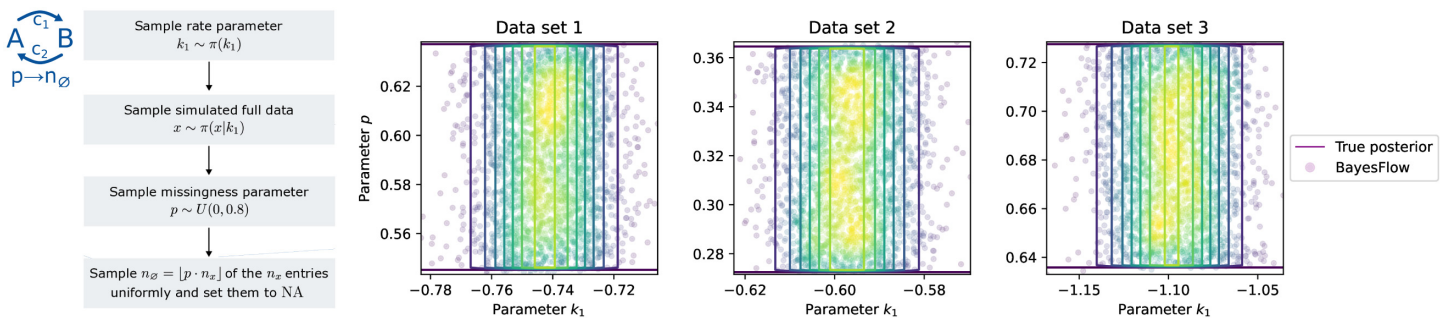 c₁
A B
c₂
p→n∅
Sample rate parameter
k₁ ∼ π(k₁)
Sample simulated full data
x ∼ π(x|k₁)
Sample missingness parameter
p ∼ U(0, 0.8)
Sample n∅ = ⌊p · nₓ⌋ of the nₓ entries
uniformly and set them to NA
Data set 1
Parameter p
0.62
0.60
0.58
0.56
−0.78 −0.76 −0.74 −0.72
Parameter k₁
Data set 2
0.36
0.34
0.32
0.30
0.28
−0.62 −0.60 −0.58
Parameter k₁
Data set 3
0.72
0.70
0.68
0.66
0.64
−1.15 −1.10 −1.05
Parameter k₁
True posterior
BayesFlow